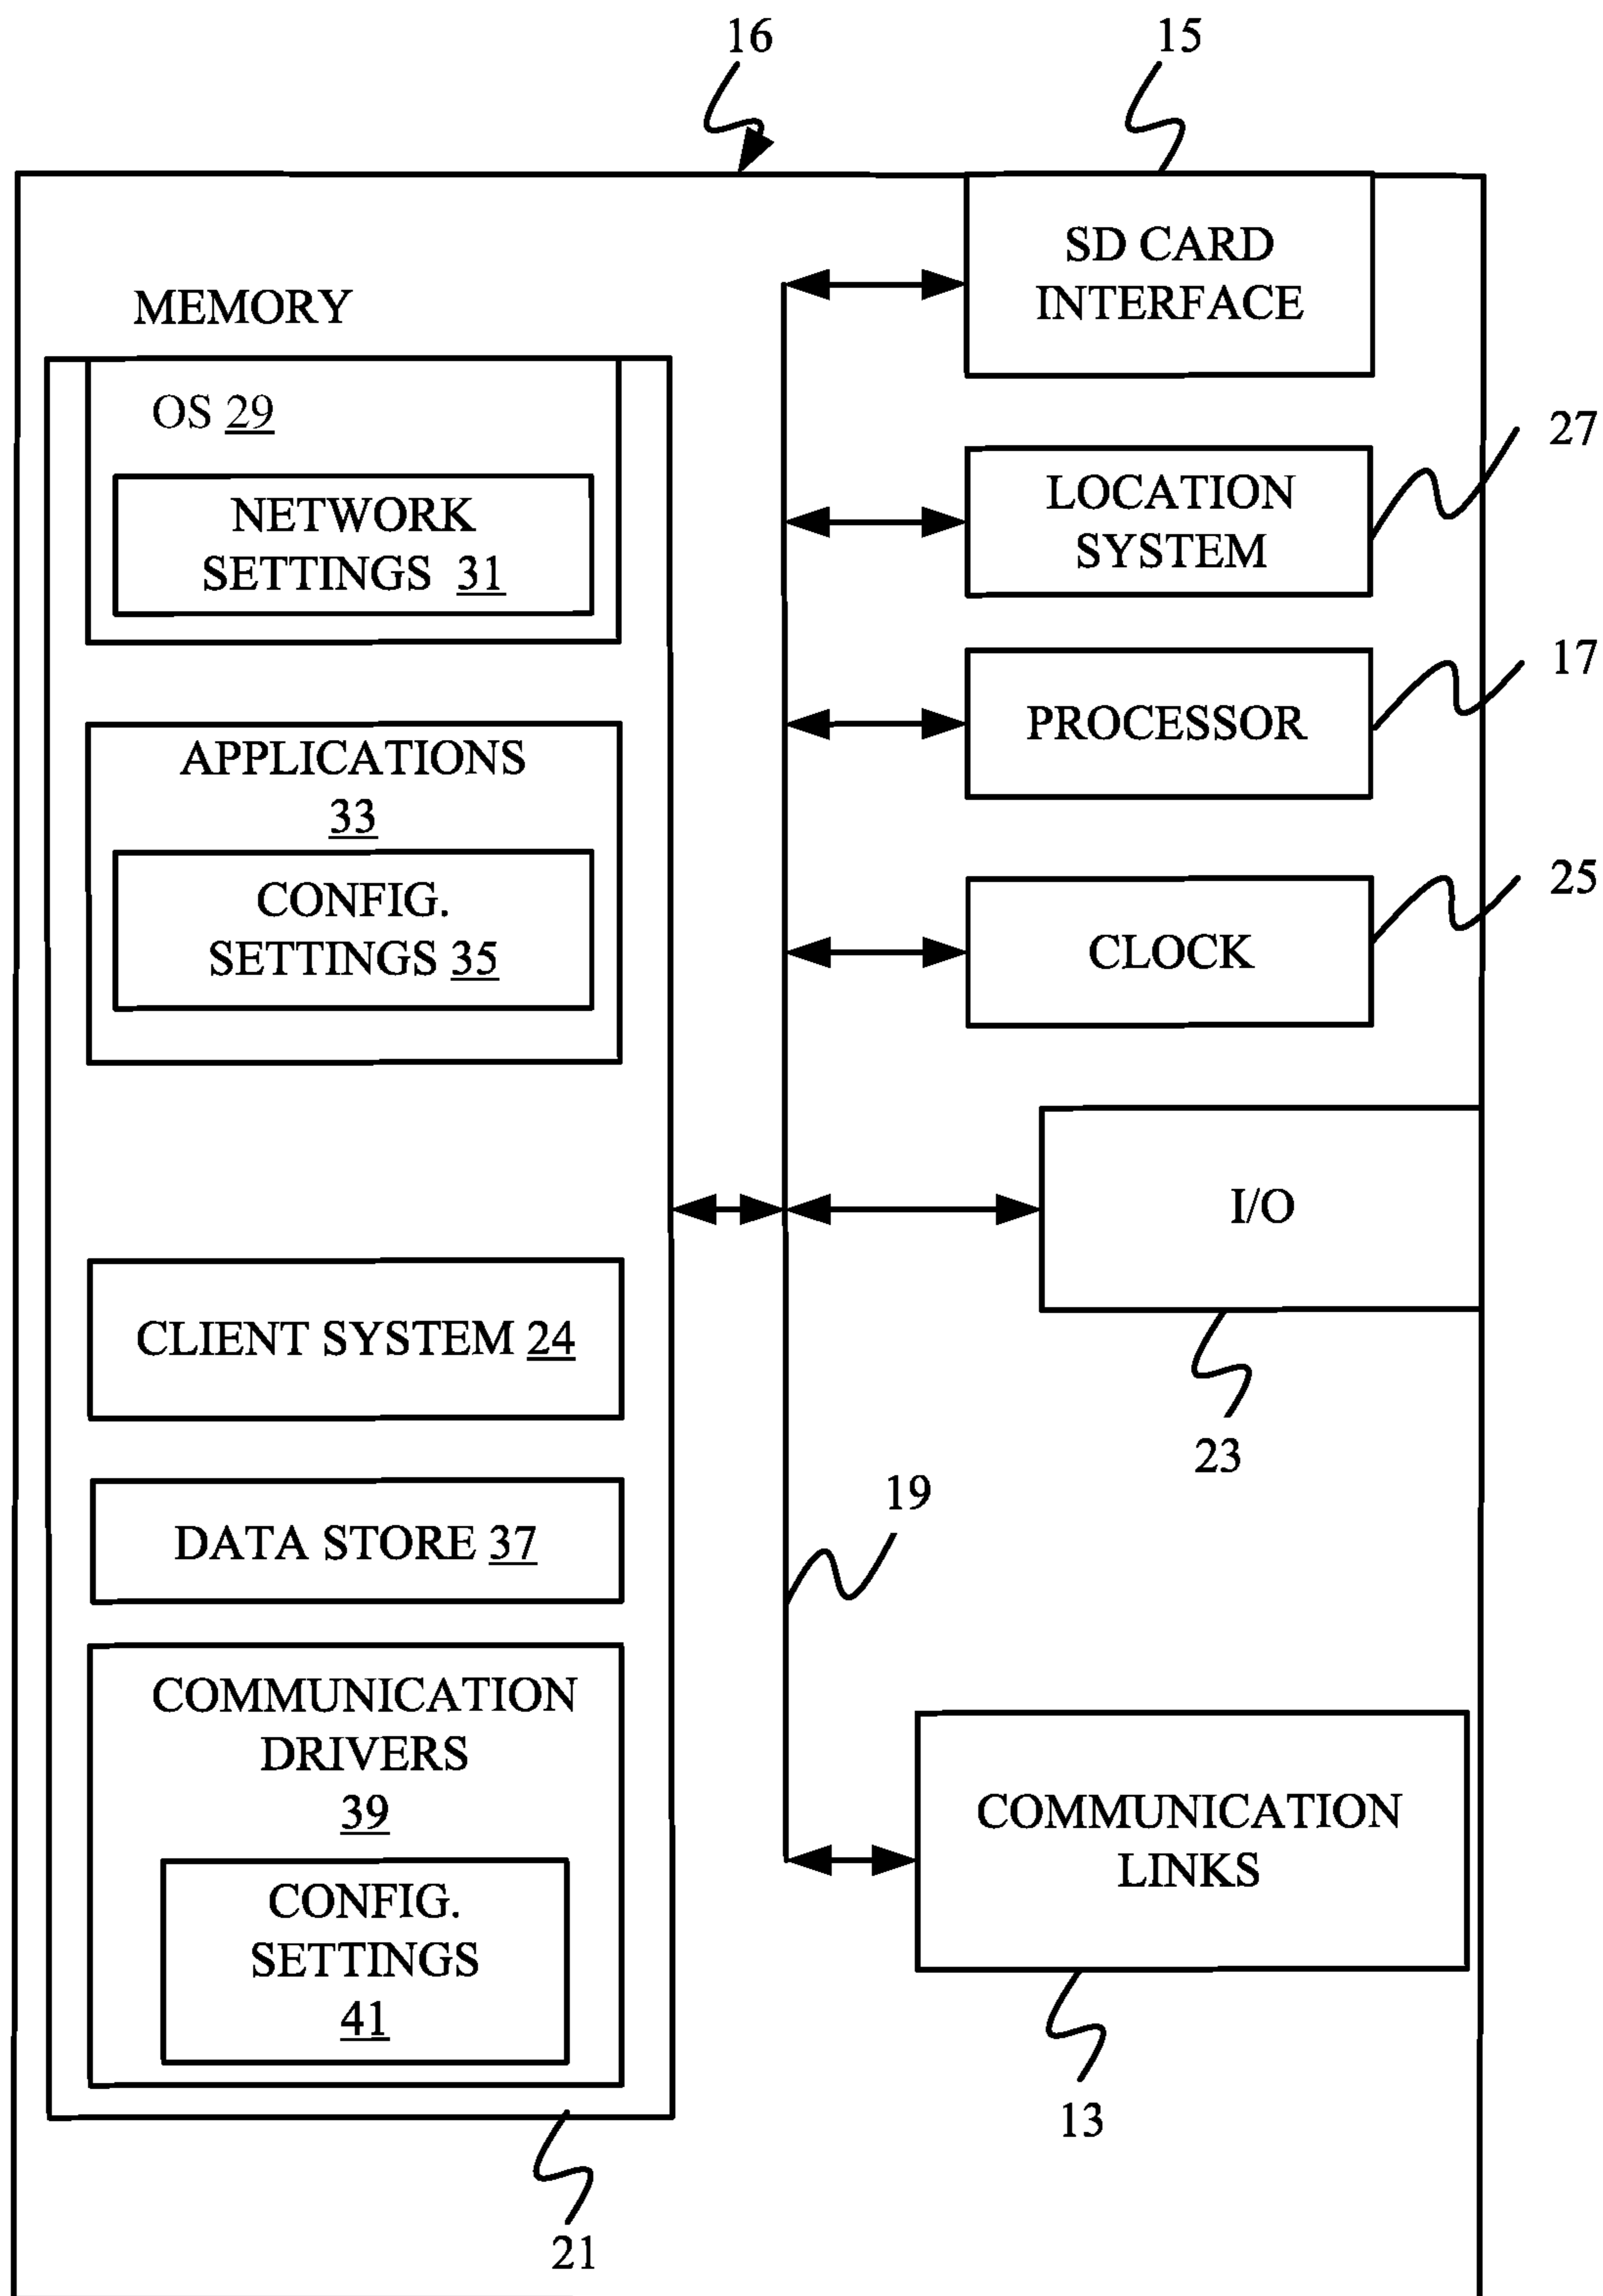 16
15
SD CARD
INTERFACE
MEMORY
OS 29
NETWORK
SETTINGS 31
27
LOCATION
SYSTEM
17
PROCESSOR
APPLICATIONS
33
CONFIG.
SETTINGS 35
25
CLOCK
I/O
23
CLIENT SYSTEM 24
19
DATA STORE 37
COMMUNICATION
DRIVERS
39
CONFIG.
SETTINGS
41
COMMUNICATION
LINKS
13
21